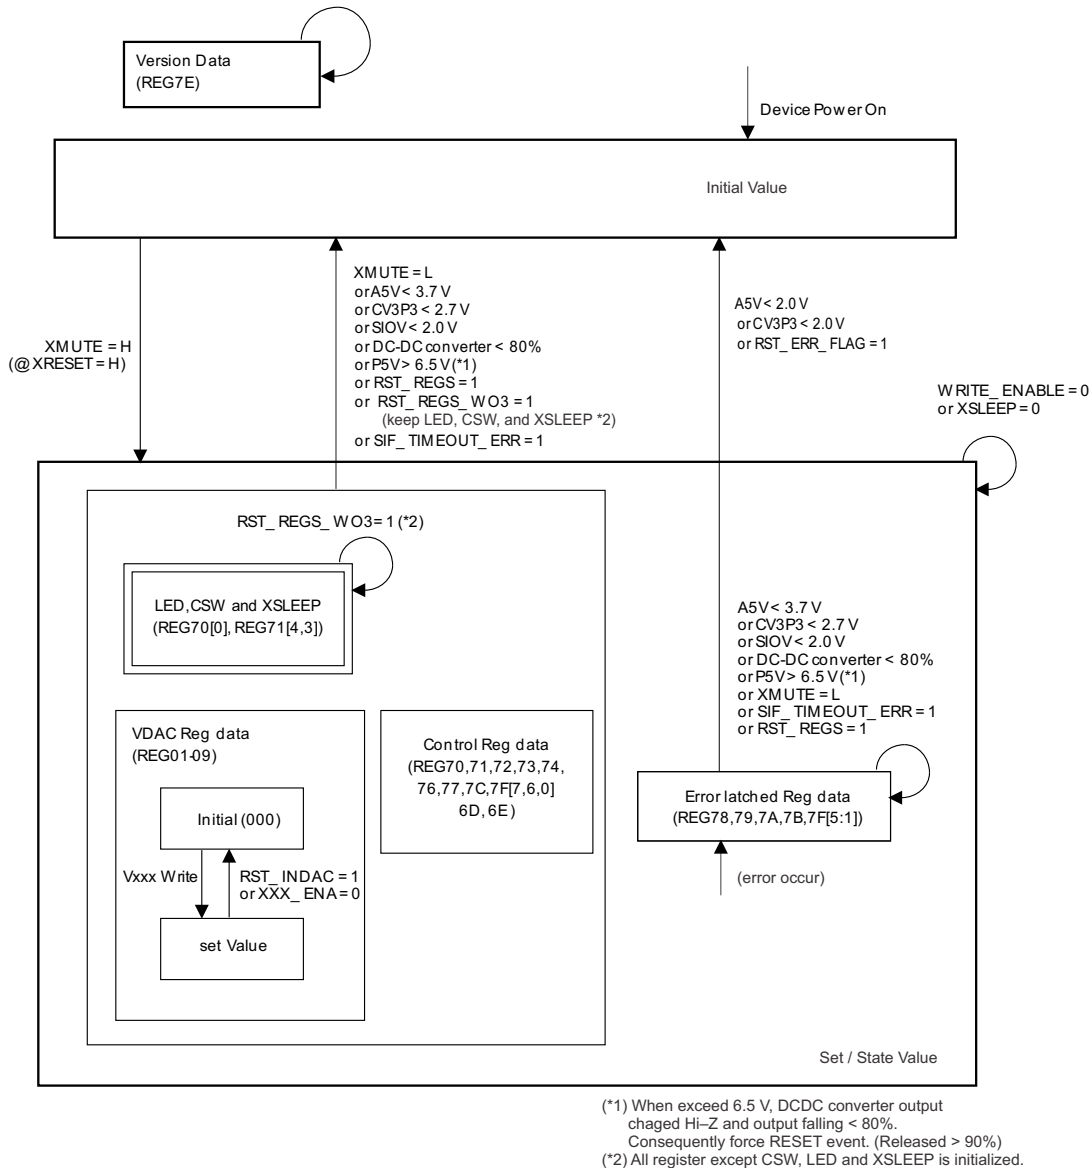 Version Data
(REG7E)
Device Power On
Initial Value
XMUTE = H
(@XRESET = H)
XMUTE = L
or A5V < 3.7 V
or CV3P3 < 2.7 V
or SIOV < 2.0 V
or DC-DC converter < 80%
or P5V > 6.5 V(*1)
or RST_REGS = 1
or RST_REGS_WO3 = 1
(keep LED, CSW, and XSLEEP *2)
or SIF_TIMEOUT_ERR = 1
A5V < 2.0 V
or CV3P3 < 2.0 V
or RST_ERR_FLAG = 1
WRITE_ENABLE = 0
or XSLEEP = 0
RST_REGS_WO3 = 1 (*2)
LED,CSW and XSLEEP
(REG70[0], REG71[4,3])
A5V < 3.7 V
or CV3P3 < 2.7 V
or SIOV < 2.0 V
or DC-DC converter < 80%
or P5V > 6.5 V(*1)
or XMUTE = L
or SIF_TIMEOUT_ERR = 1
or RST_REGS = 1
VDAC Reg data
(REG01-09)
Initial (000)
Vxxx Write
RST_INDAC = 1
or XXX_ENA = 0
set Value
Control Reg data
(REG70,71,72,73,74,
76,77,7C,7F[7,6,0]
6D, 6E)
Error latched Reg data
(REG78,79,7A,7B,7F[5:1])
(error occur)
Set / State Value
(*1) When exceed 6.5 V, DCDC converter output
chaged Hi–Z and output falling < 80%.
Consequently force RESET event. (Released > 90%)
(*2) All register except CSW, LED and XSLEEP is initialized.